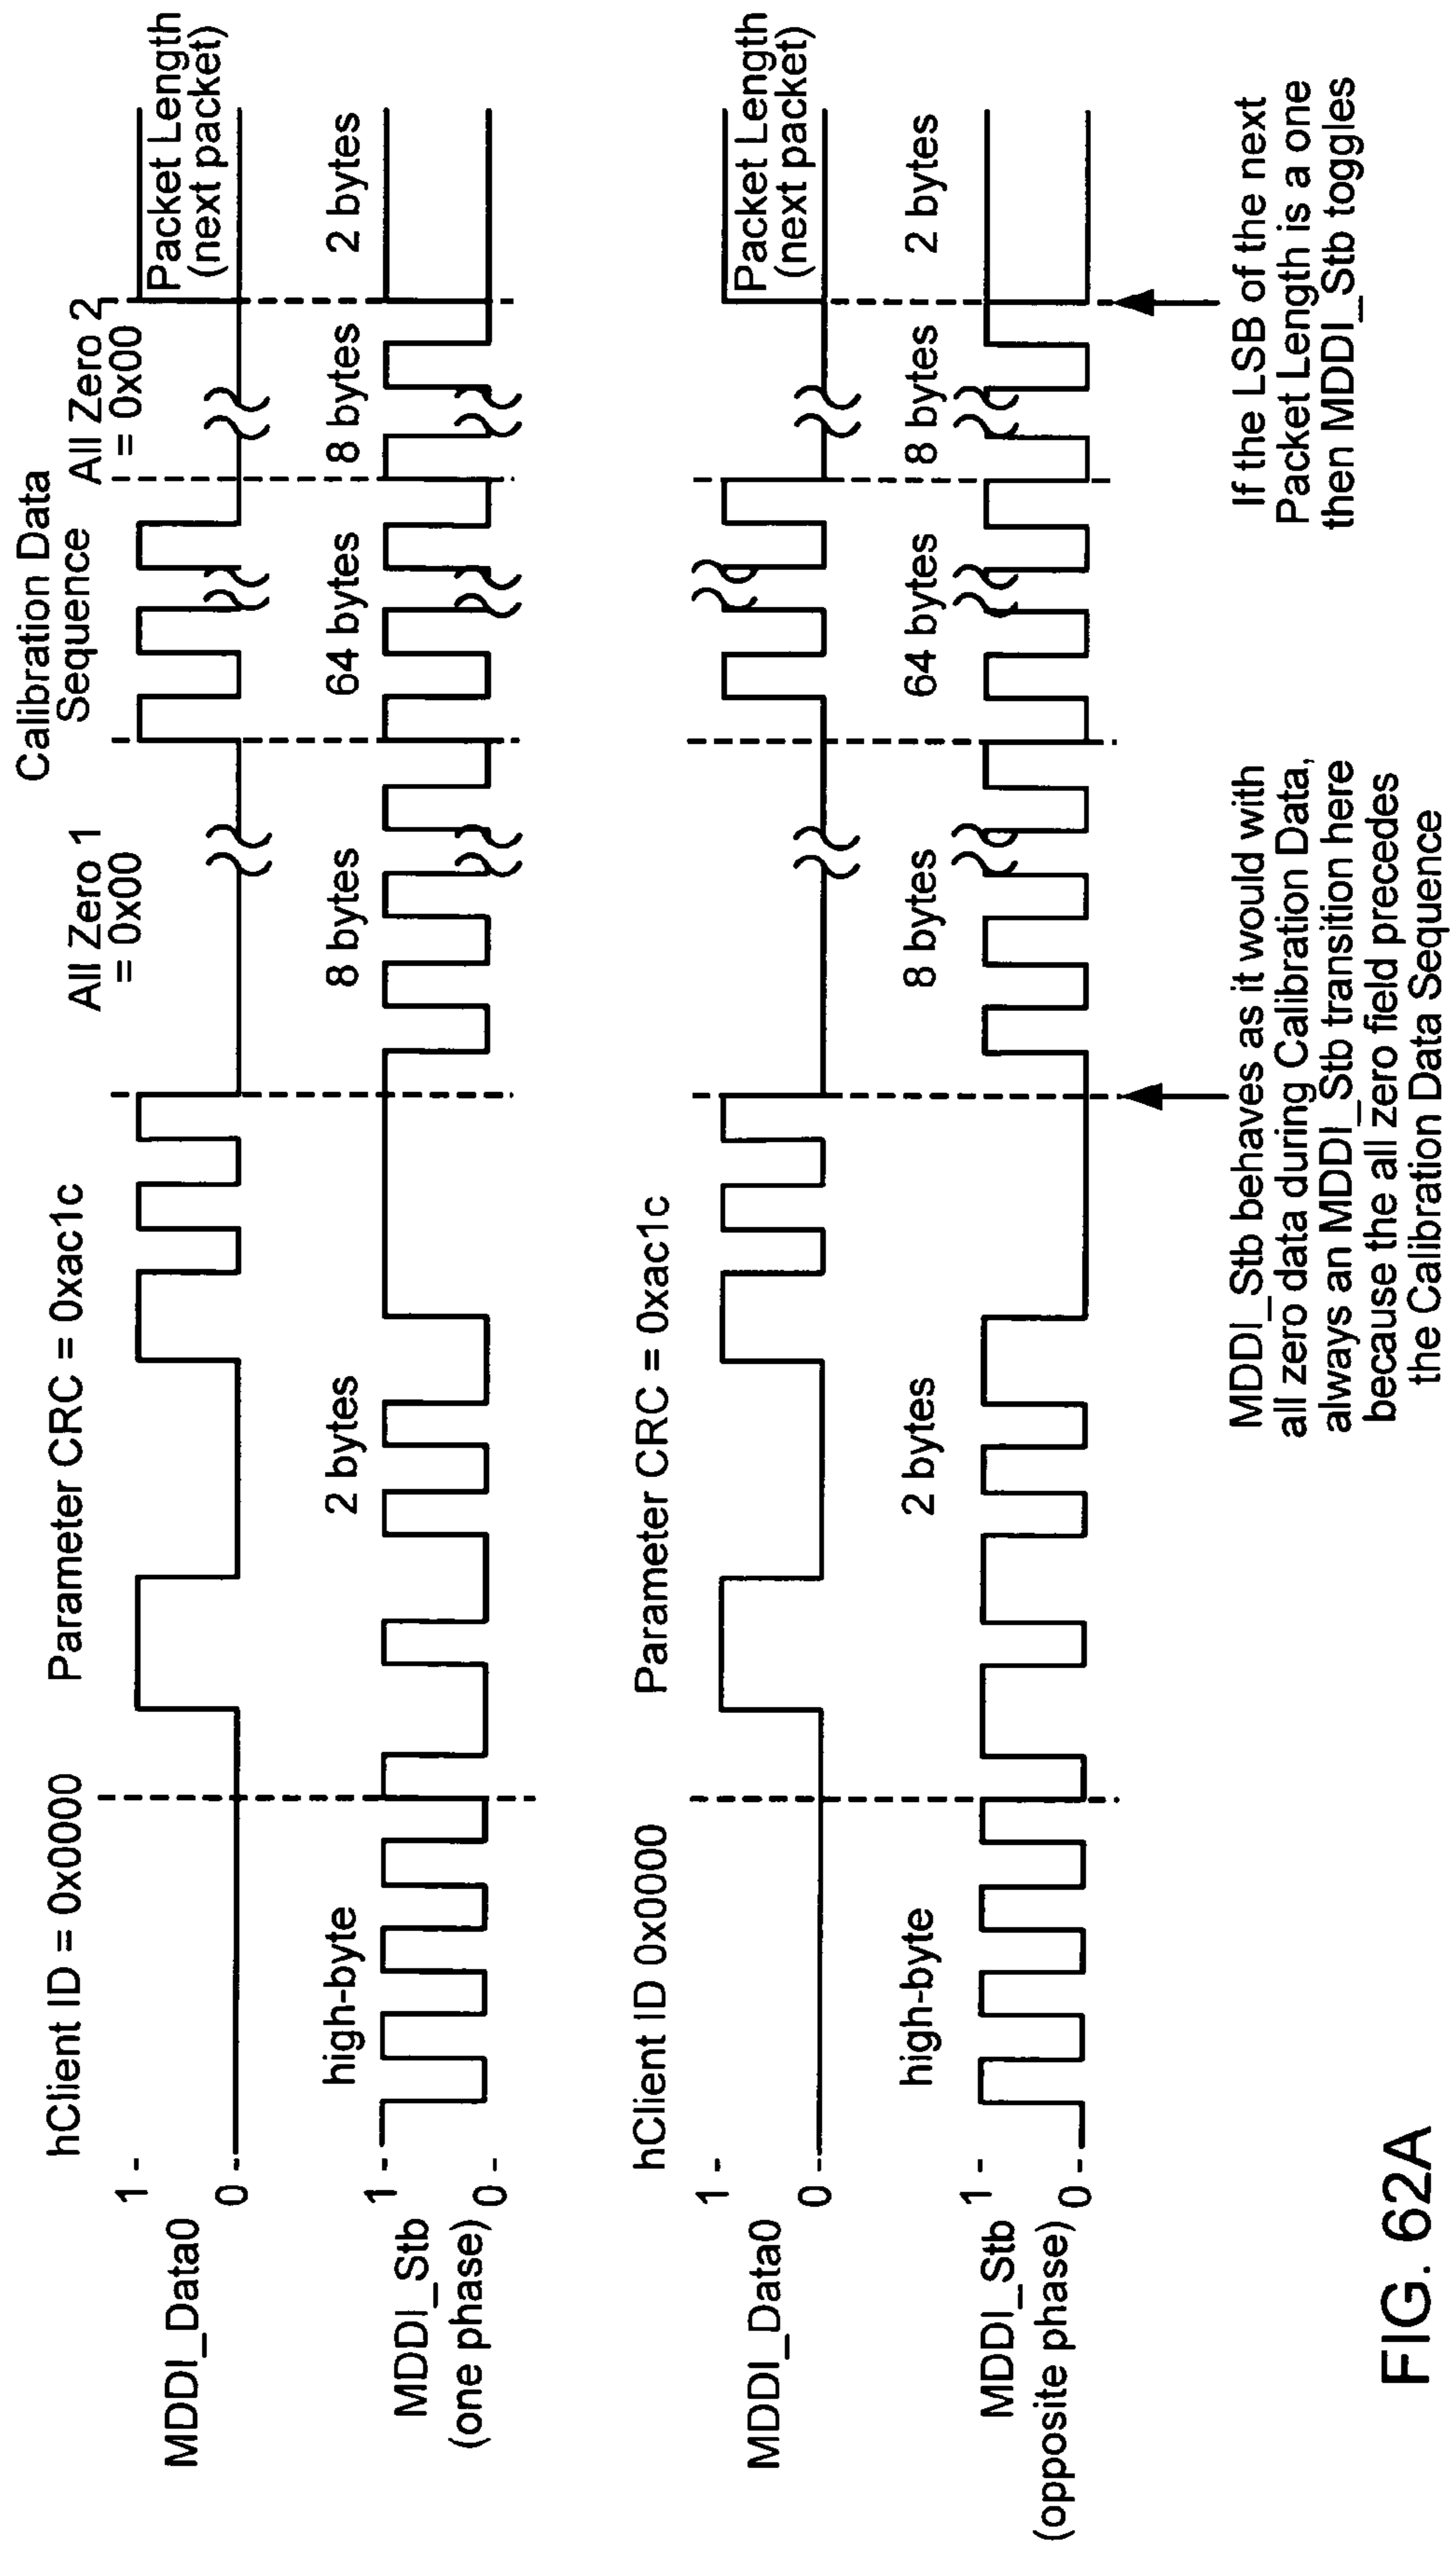 Calibration Data
Sequence
hClient ID = 0x0000
Parameter CRC = 0xac1c
All Zero 1
= 0x00
All Zero 2
= 0x00
MDDI_Data0
1
0
Packet Length
(next packet)
MDDI_Stb
(one phase)
1
0
high-byte
2 bytes
8 bytes
64 bytes
8 bytes
2 bytes
hClient ID 0x0000
Parameter CRC = 0xac1c
MDDI_Data0
1
0
Packet Length
(next packet)
MDDI_Stb
(opposite phase)
1
0
high-byte
2 bytes
8 bytes
64 bytes
8 bytes
2 bytes
MDDI_Stb behaves as it would with
all zero data during Calibration Data,
always an MDDI_Stb transition here
because the all zero field precedes
the Calibration Data Sequence
If the LSB of the next
Packet Length is a one
then MDDI_Stb toggles
FIG. 62A